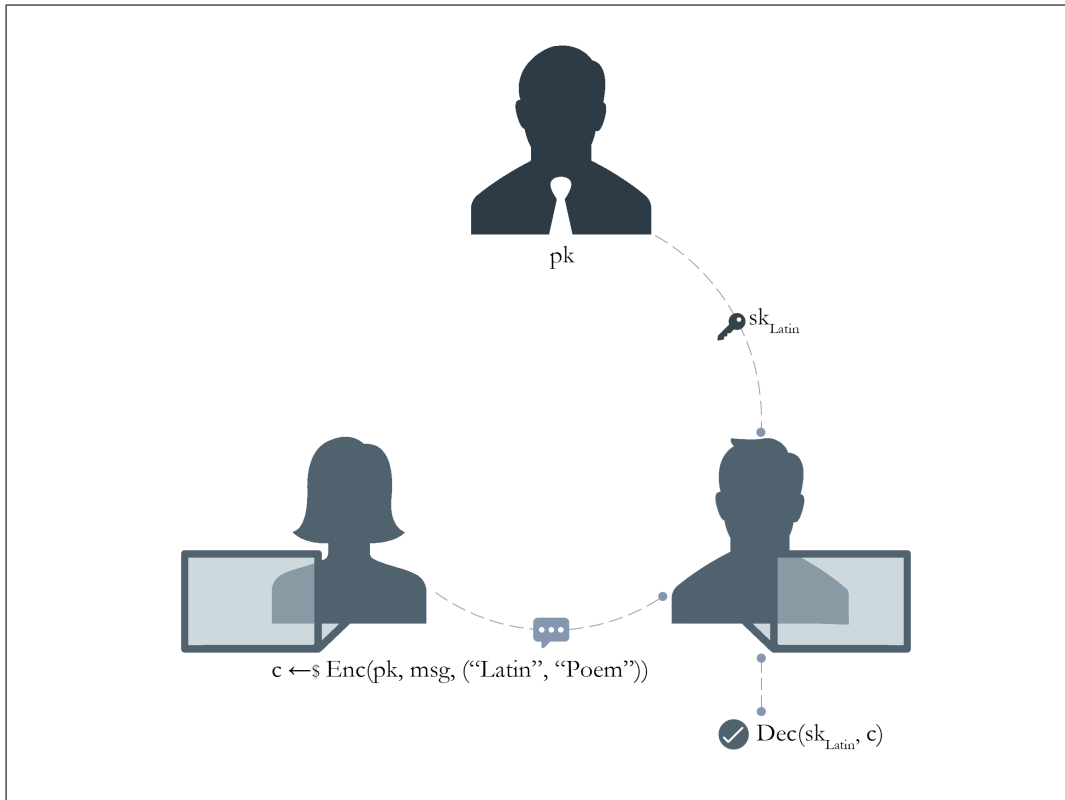 pk
sk_Latin
c ←$ Enc(pk, msg, (“Latin”, “Poem”))
Dec(sk_Latin, c)